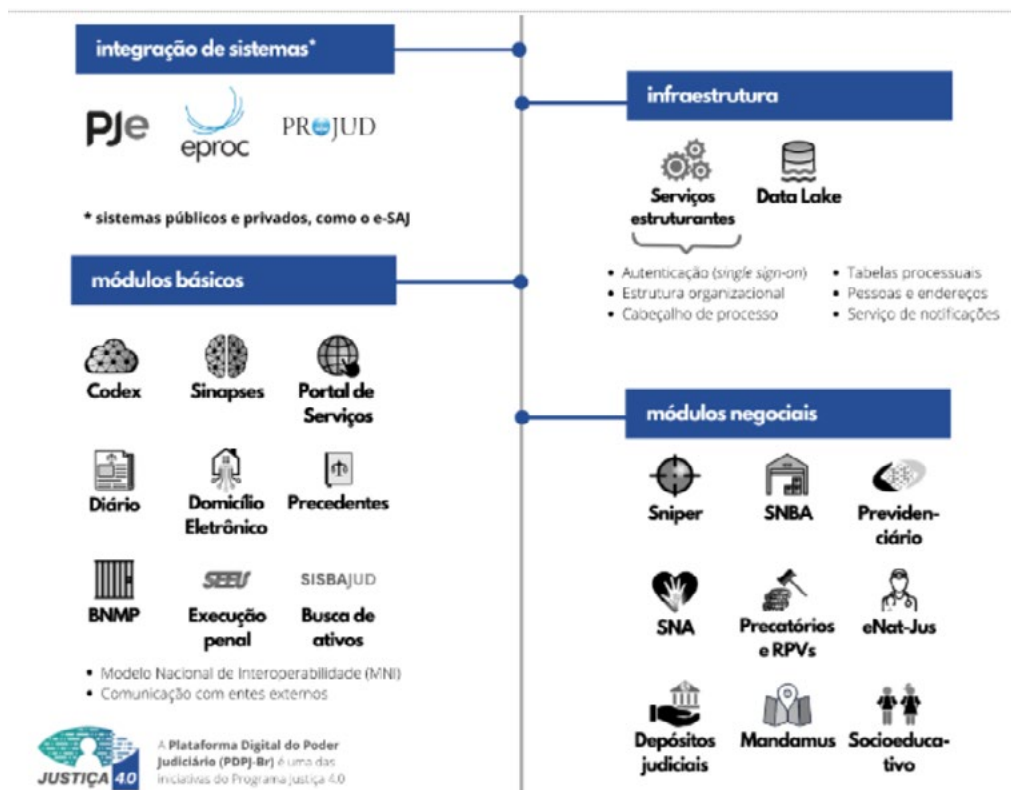 integração de sistemas*
PJe
eproc
PROJUD
* sistemas públicos e privados, como o e-SAJ
infraestrutura
Serviços
estruturantes
Data Lake
• Autenticação (single sign-on)
• Estrutura organizacional
• Cabeçalho de processo
• Tabelas processuais
• Pessoas e endereços
• Serviço de notificações
módulos básicos
Codex
Sinapses
Portal de
Serviços
Diário
Domicílio
Eletrônico
Precedentes
BNMP
SEEU
Execução
penal
SISBAJUD
Busca de
ativos
• Modelo Nacional de Interoperabilidade (MNI)
• Comunicação com entes externos
módulos negociais
Sniper
SNBA
Previden-
ciário
SNA
Precatórios
e RPVs
eNat-Jus
Depósitos
judiciais
Mandamus
Socioeduca-
tivo
JUSTIÇA 4.0
A Plataforma Digital do Poder
Judiciário (PDPJ-Br) é uma das
iniciativas do Programa Justiça 4.0